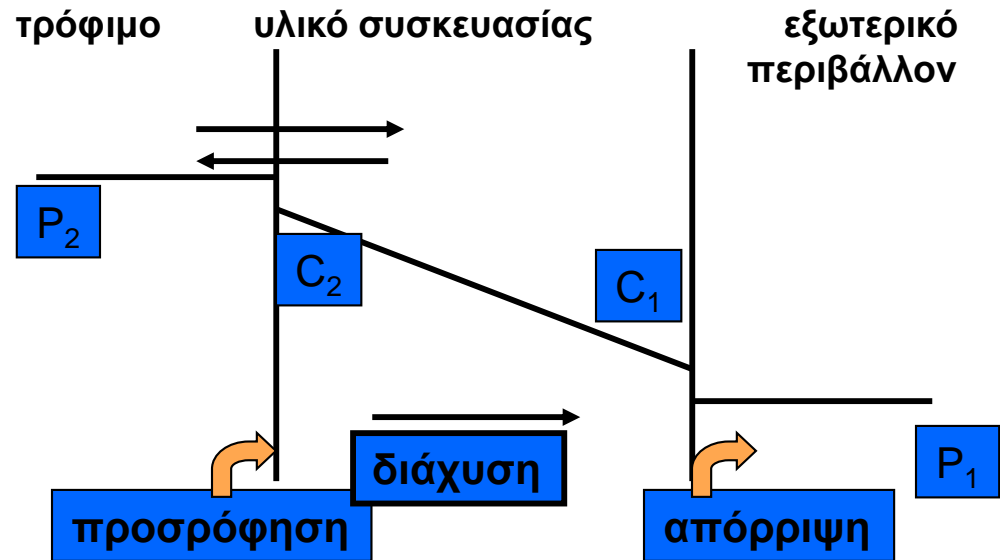 τρόφιμο
υλικό συσκευασίας
εξωτερικό
περιβάλλον
P₂
C₂
C₁
διάχυση
P₁
προσρόφηση
απόρριψη